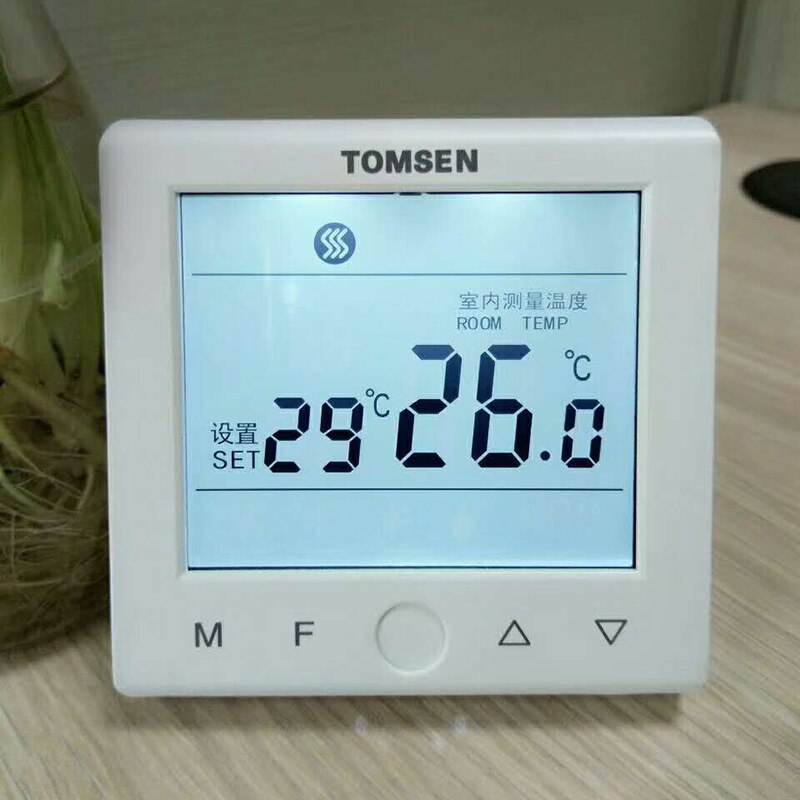 TOMSEN
室内测量温度
ROOM TEMP
设置
SET 29℃ 26.0℃
M F △ ▽